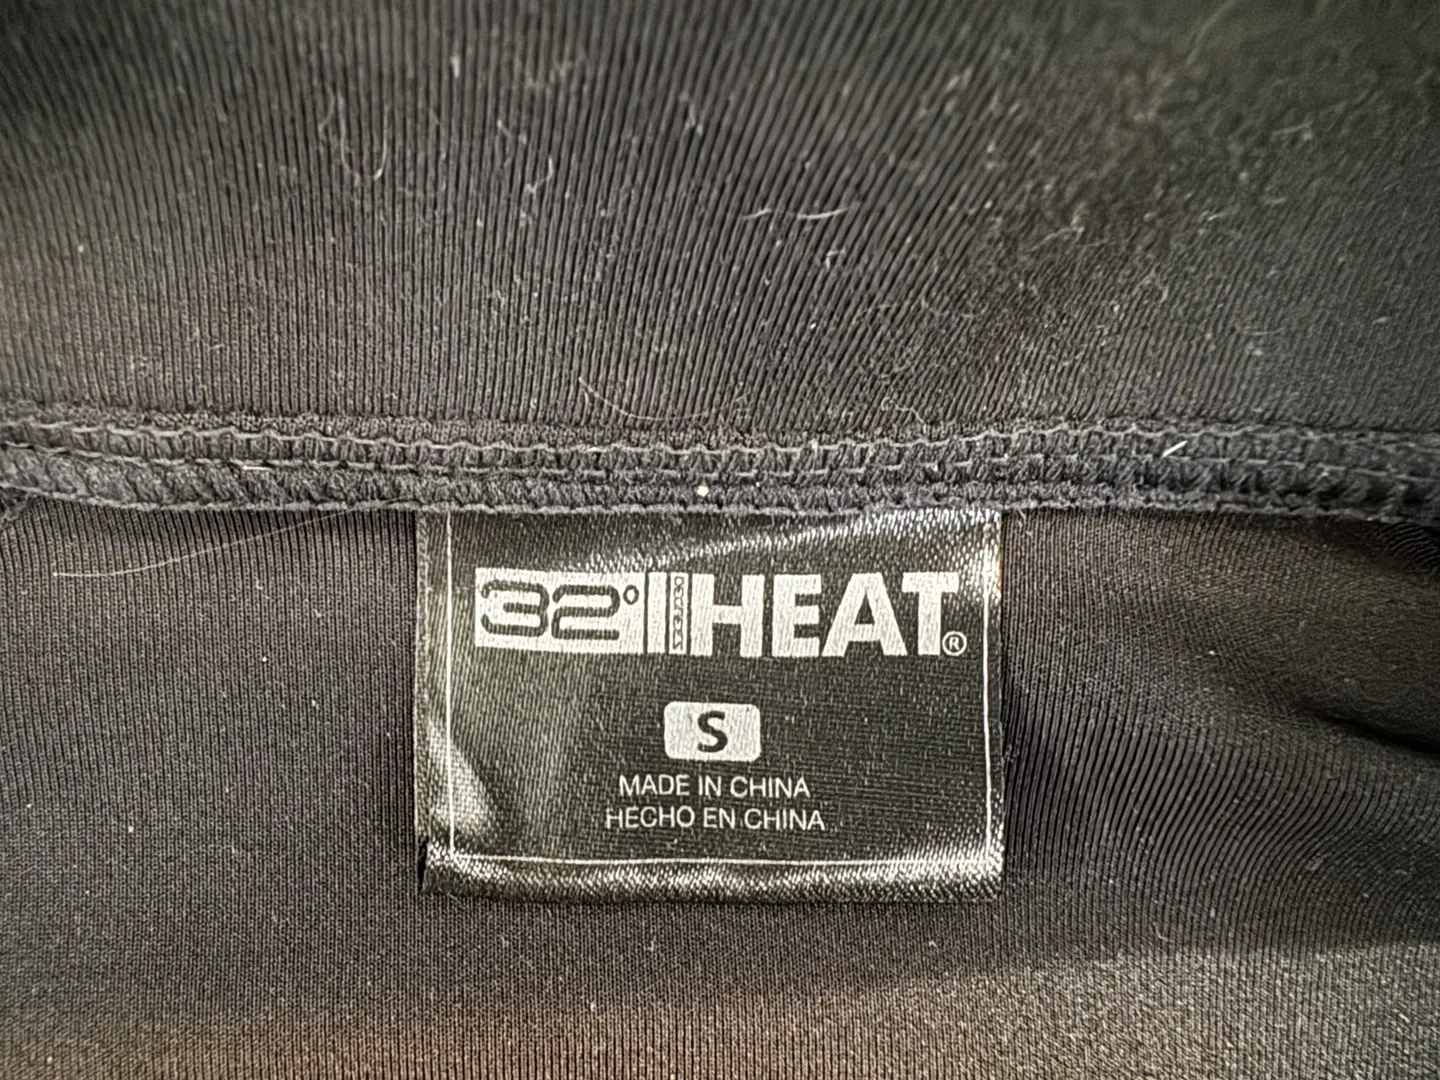 32° HEAT®
S
MADE IN CHINA
HECHO EN CHINA